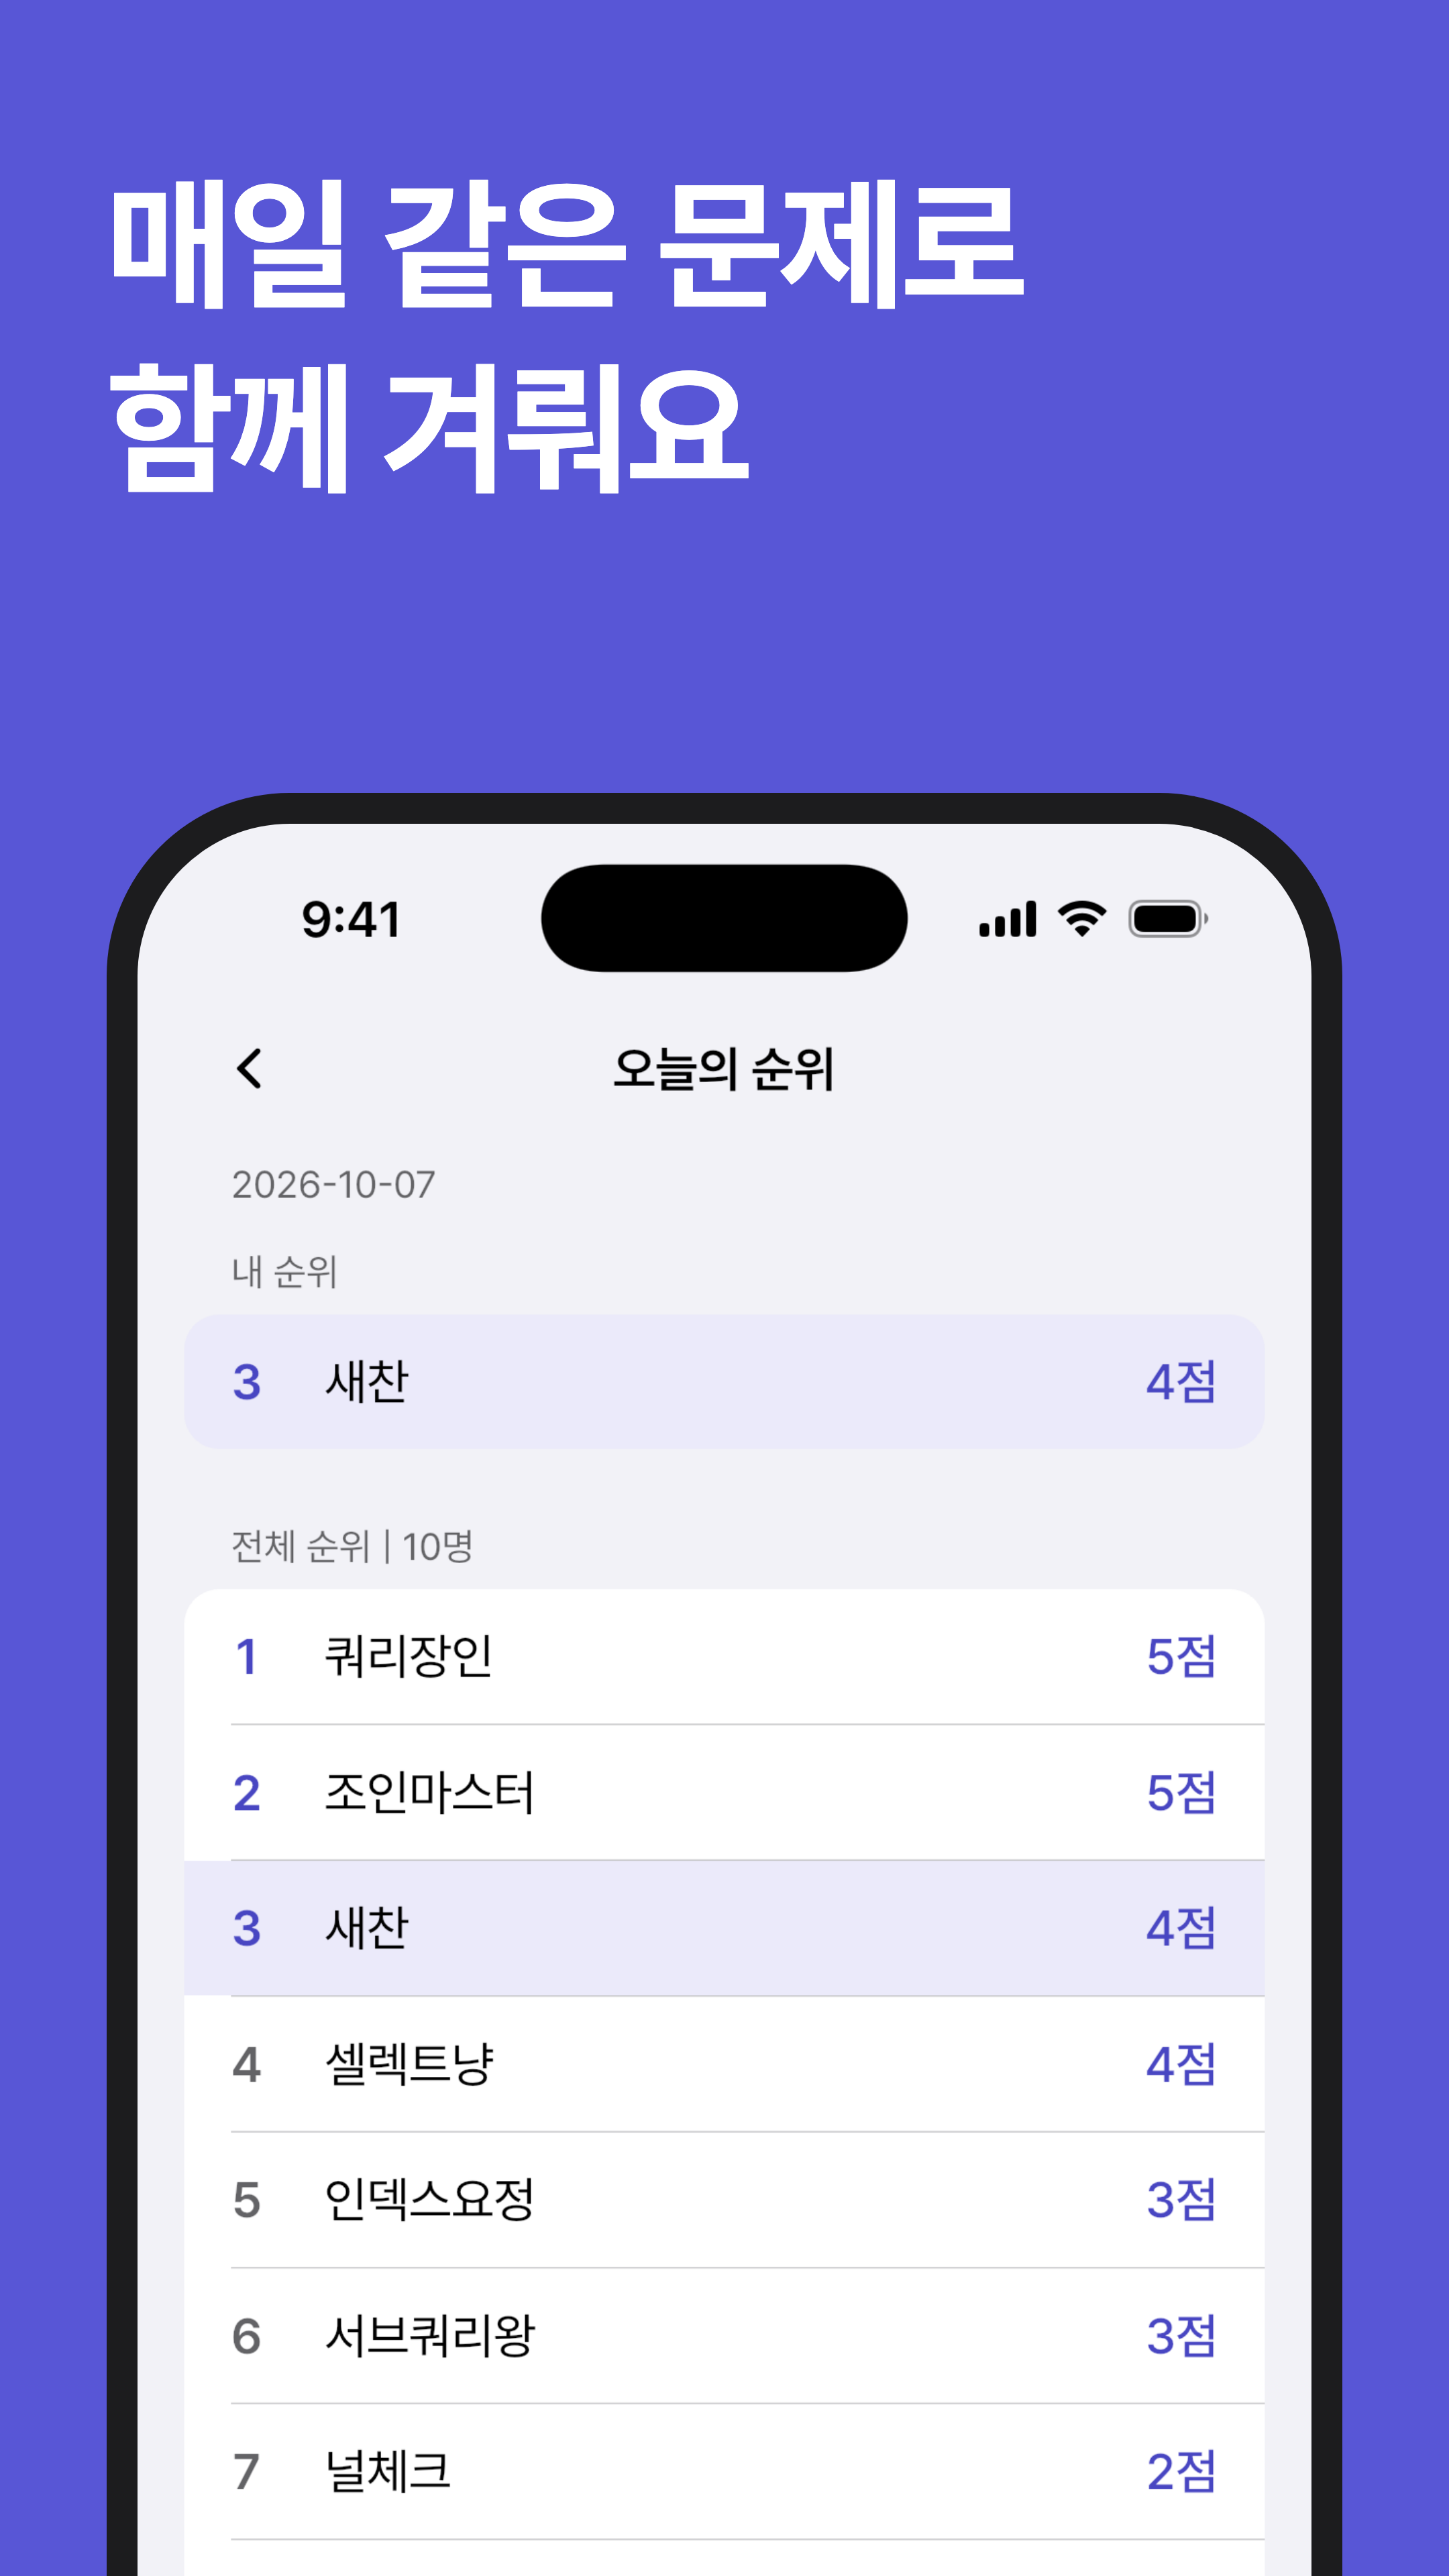 매일 같은 문제로
함께 겨뤄요
9:41
오늘의 순위
2026-10-07
내 순위
3 새찬 4점
전체 순위 | 10명
1 쿼리장인 5점
2 조인마스터 5점
3 새찬 4점
4 셀렉트냥 4점
5 인덱스요정 3점
6 서브쿼리왕 3점
7 널체크 2점